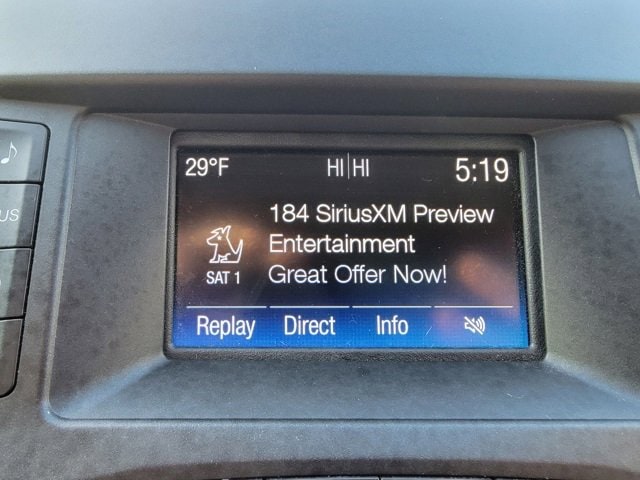 29°F HI|HI 5:19
184 SiriusXM Preview
Entertainment
Great Offer Now!
SAT 1
Replay Direct Info